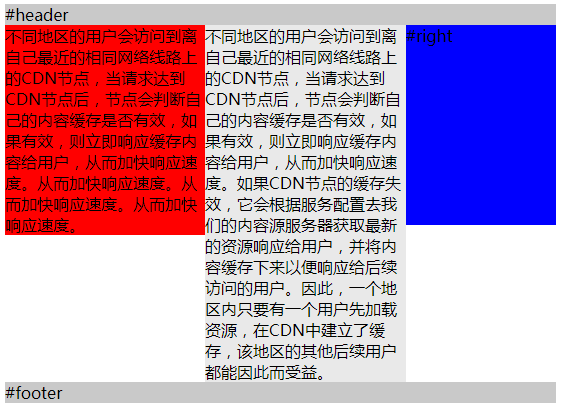 #header
不同地区的用户会访问到离
自己最近的相同网络线路上
的CDN节点，当请求达到
CDN节点后，节点会判断自
己的内容缓存是否有效，如
果有效，则立即响应缓存内
容给用户，从而加快响应速
度。从而加快响应速度。从
而加快响应速度。从而加快
响应速度。
不同地区的用户会访问到离
自己最近的相同网络线路上
的CDN节点，当请求达到
CDN节点后，节点会判断自
己的内容缓存是否有效，如
果有效，则立即响应缓存内
容给用户，从而加快响应速
度。如果CDN节点的缓存失
效，它会根据服务配置去我
们的内容源服务器获取最新
的资源响应给用户，并将内
容缓存下来以便响应给后续
访问的用户。因此，一个地
区内只要有一个用户先加载
资源，在CDN中建立了缓
存，该地区的其他后续用户
都能因此而受益。
#right
#footer